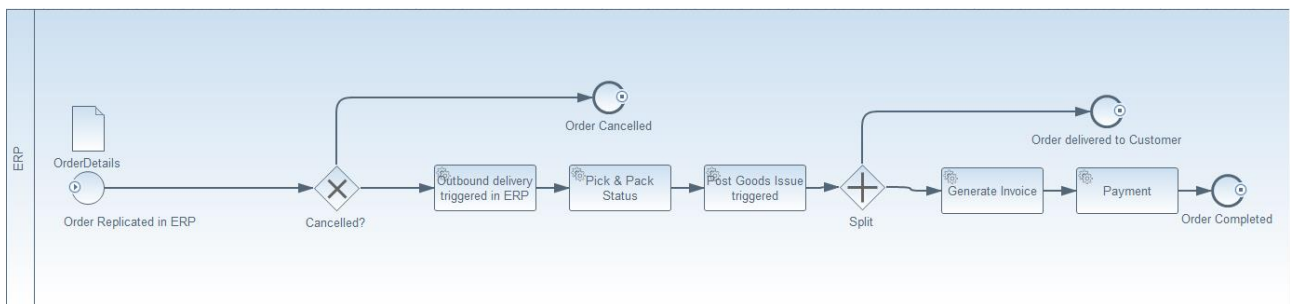 ERP
OrderDetails
Order Replicated in ERP
Cancelled?
Order Cancelled
Outbound delivery
triggered in ERP
Pick & Pack
Status
Post Goods Issue
triggered
Split
Order delivered to Customer
Generate Invoice
Payment
Order Completed